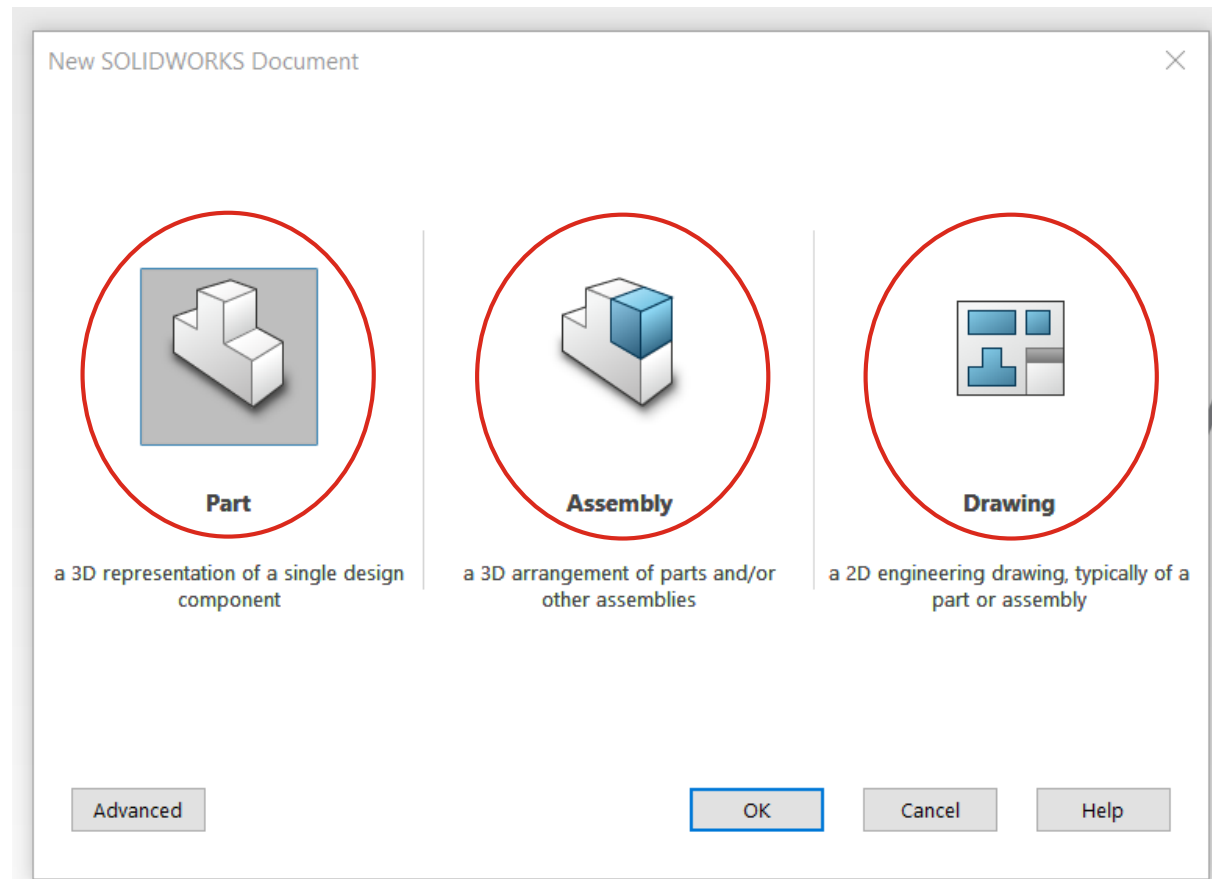 New SOLIDWORKS Document
Part
a 3D representation of a single design
component
Assembly
a 3D arrangement of parts and/or
other assemblies
Drawing
a 2D engineering drawing, typically of a
part or assembly
Advanced
OK
Cancel
Help